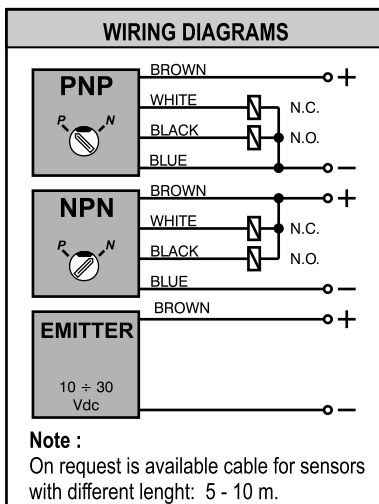 WIRING DIAGRAMS
PNP
P N
BROWN
+
WHITE
N.C.
BLACK
N.O.
BLUE
−
NPN
P N
BROWN
+
WHITE
N.C.
BLACK
N.O.
BLUE
−
EMITTER
10 ÷ 30
Vdc
BROWN
+
−
Note :
On request is available cable for sensors
with different lenght: 5 - 10 m.